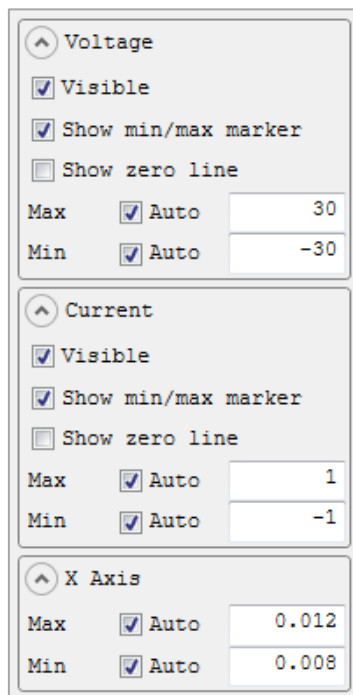 Voltage
Visible
Show min/max marker
Show zero line
Max Auto 30
Min Auto -30
Current
Visible
Show min/max marker
Show zero line
Max Auto 1
Min Auto -1
X Axis
Max Auto 0.012
Min Auto 0.008